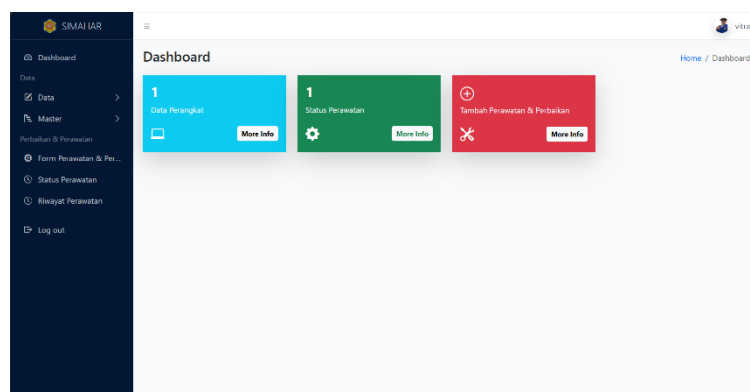 SIMAHAR
Dashboard
Data
Data
Master
Perbaikan & Perawatan
Form Perawatan & Per...
Status Perawatan
Riwayat Perawatan
Log out
vitra
Dashboard
Home / Dashboard
1
Data Perangkat
More Info
1
Status Perawatan
More Info
Tambah Perawatan & Perbaikan
More Info